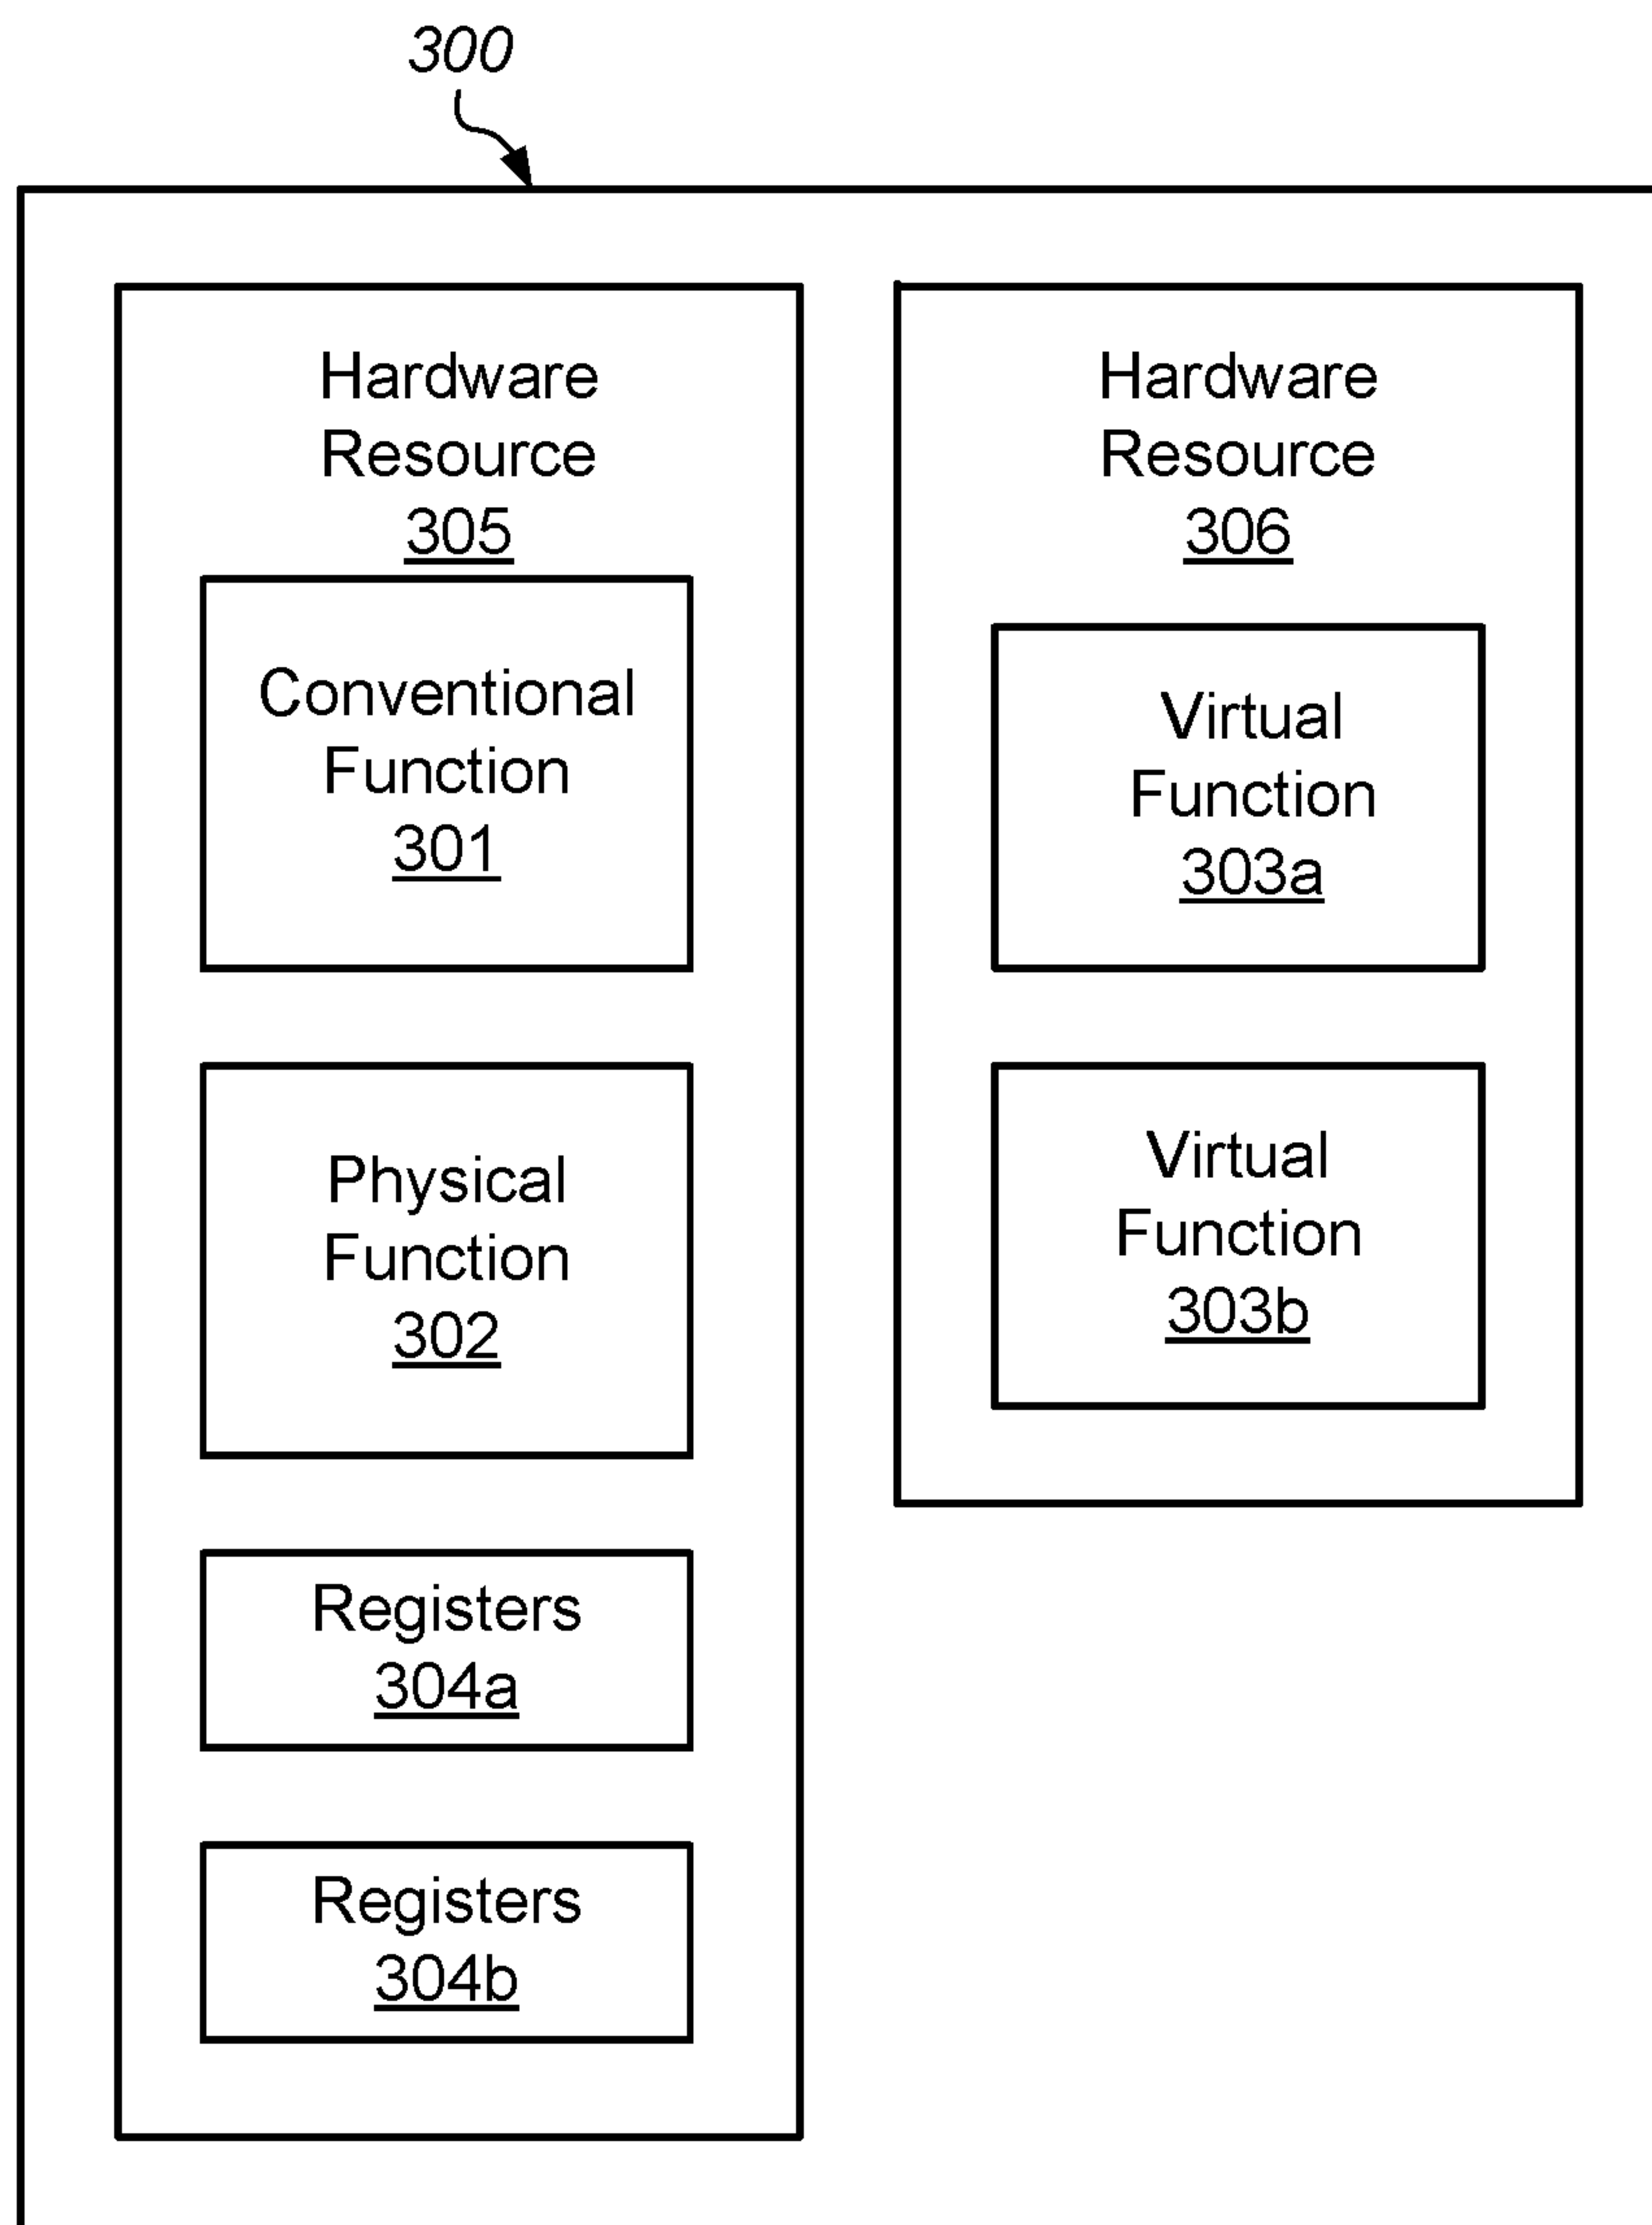 300
Hardware
Resource
305
Conventional
Function
301
Physical
Function
302
Registers
304a
Registers
304b
Hardware
Resource
306
Virtual
Function
303a
Virtual
Function
303b